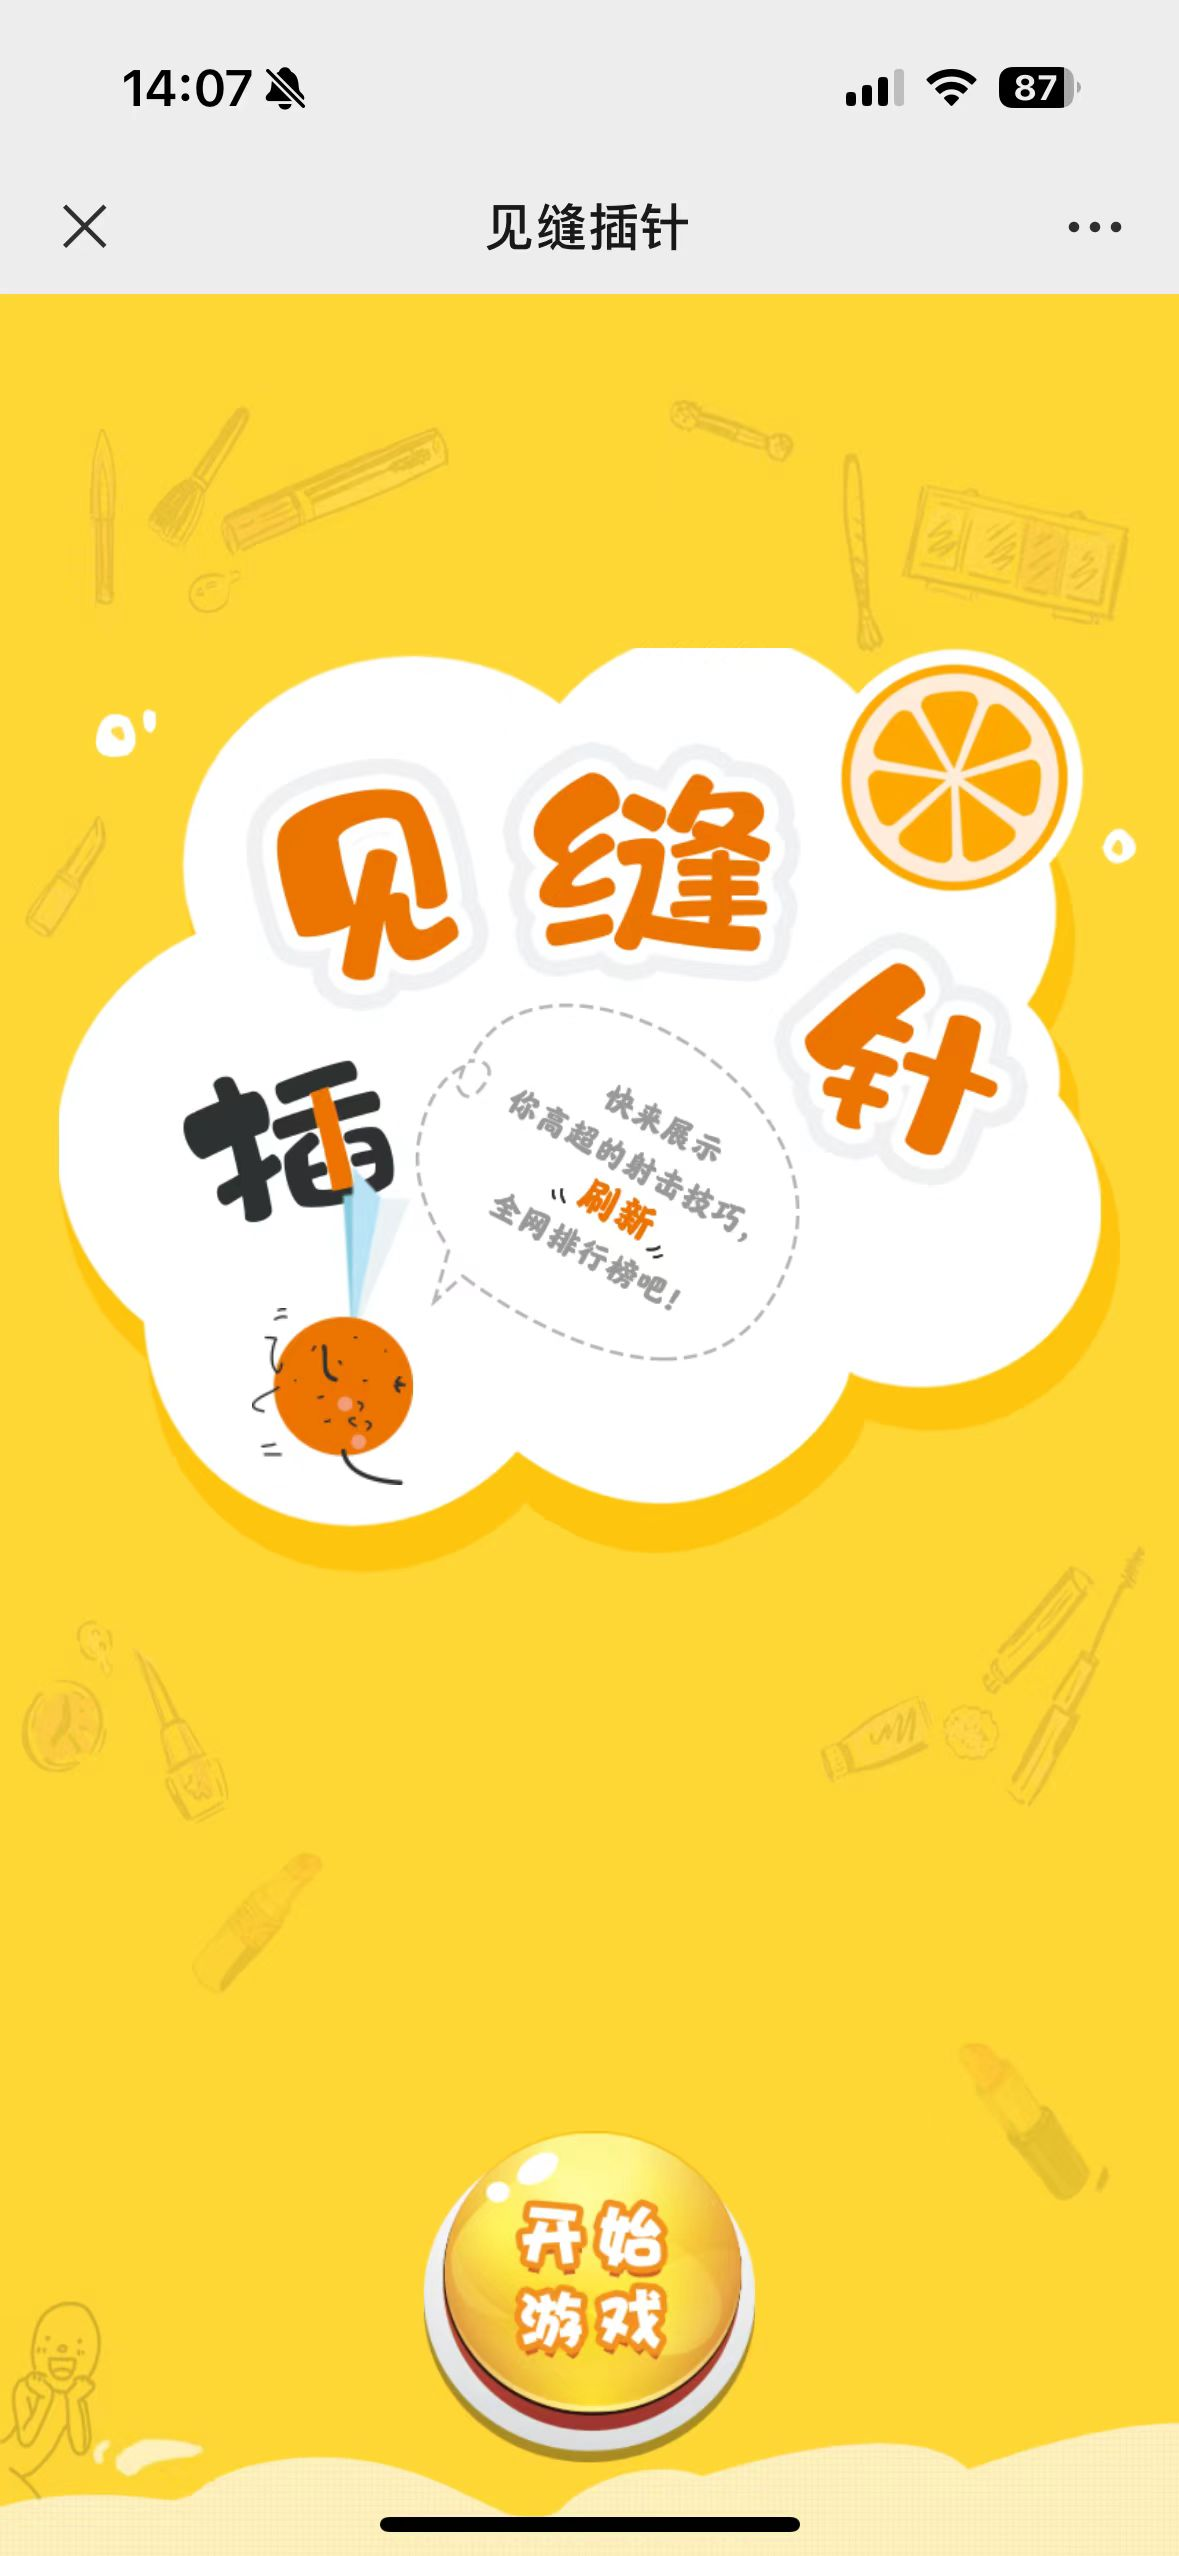 14:07
87
见缝插针
见缝
插
针
快来展示
你高超的射击技巧，
“刷新”
全网排行榜吧！
开始
游戏